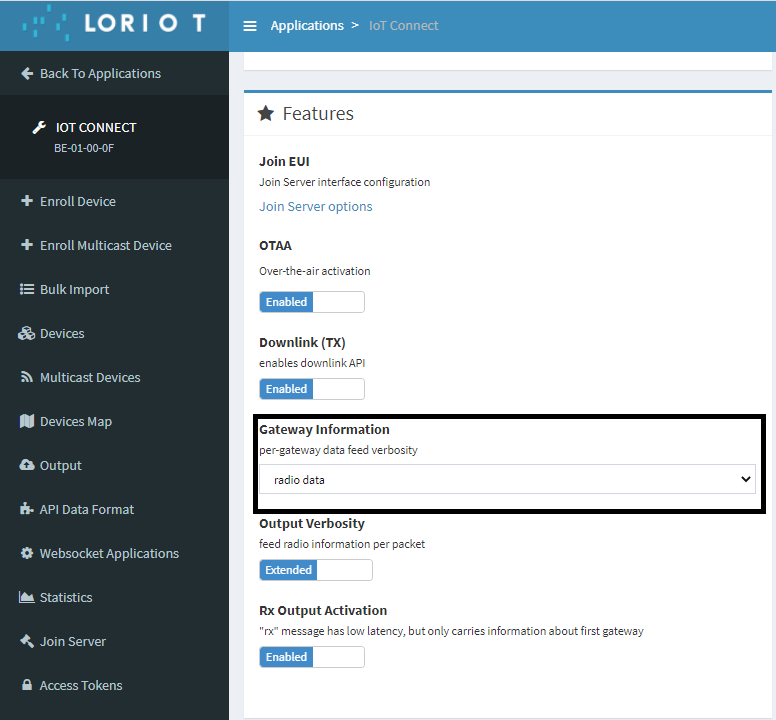 LORIOT
Applications > IoT Connect
Back To Applications
IOT CONNECT
BE-01-00-0F
Enroll Device
Enroll Multicast Device
Bulk Import
Devices
Multicast Devices
Devices Map
Output
API Data Format
Websocket Applications
Statistics
Join Server
Access Tokens
Features
Join EUI
Join Server interface configuration
Join Server options
OTAA
Over-the-air activation
Enabled
Downlink (TX)
enables downlink API
Enabled
Gateway Information
per-gateway data feed verbosity
radio data
Output Verbosity
feed radio information per packet
Extended
Rx Output Activation
"rx" message has low latency, but only carries information about first gateway
Enabled